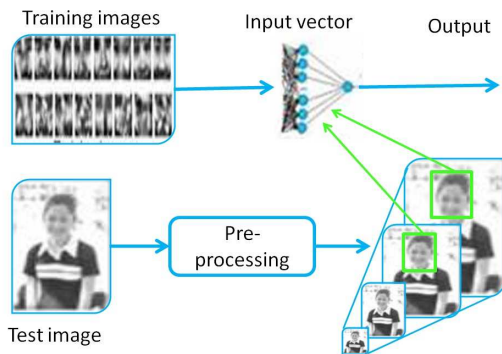 Training images
Input vector
Output
Pre-
processing
Test image